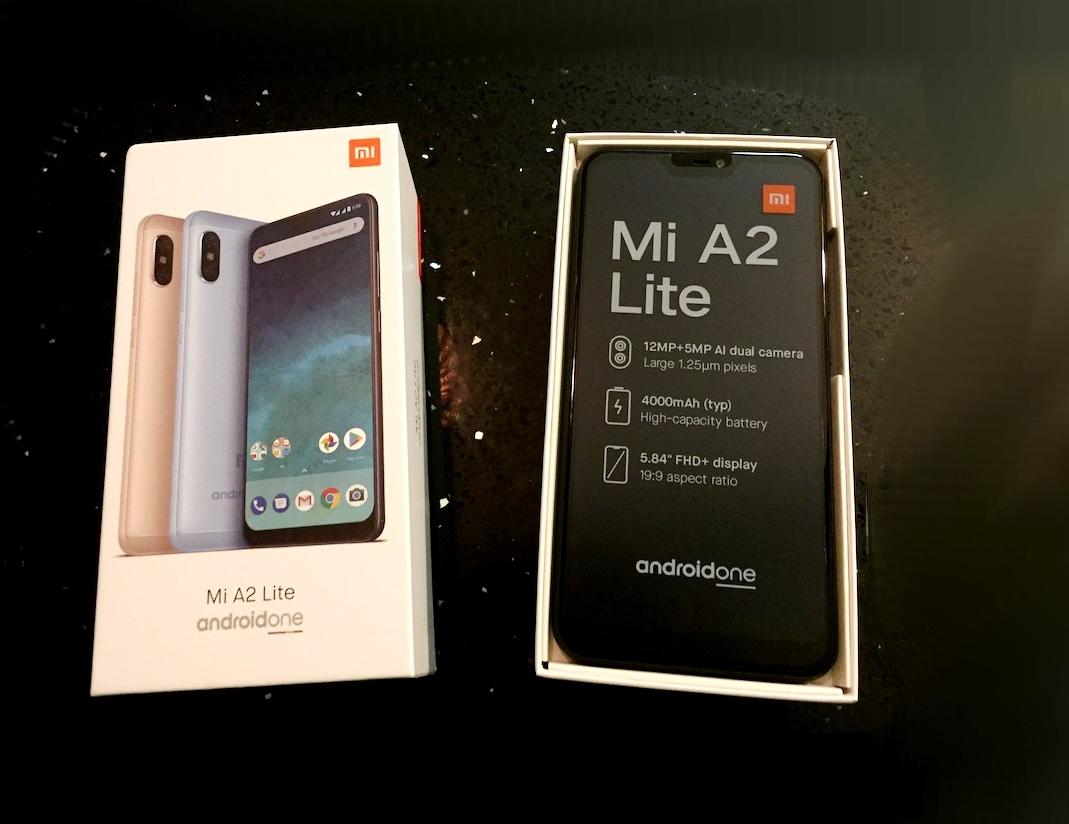 mi
Mi A2 Lite
androidone
mi
Mi A2
Lite
12MP+5MP AI dual camera
Large 1.25μm pixels
4000mAh (typ)
High-capacity battery
5.84" FHD+ display
19:9 aspect ratio
androidone